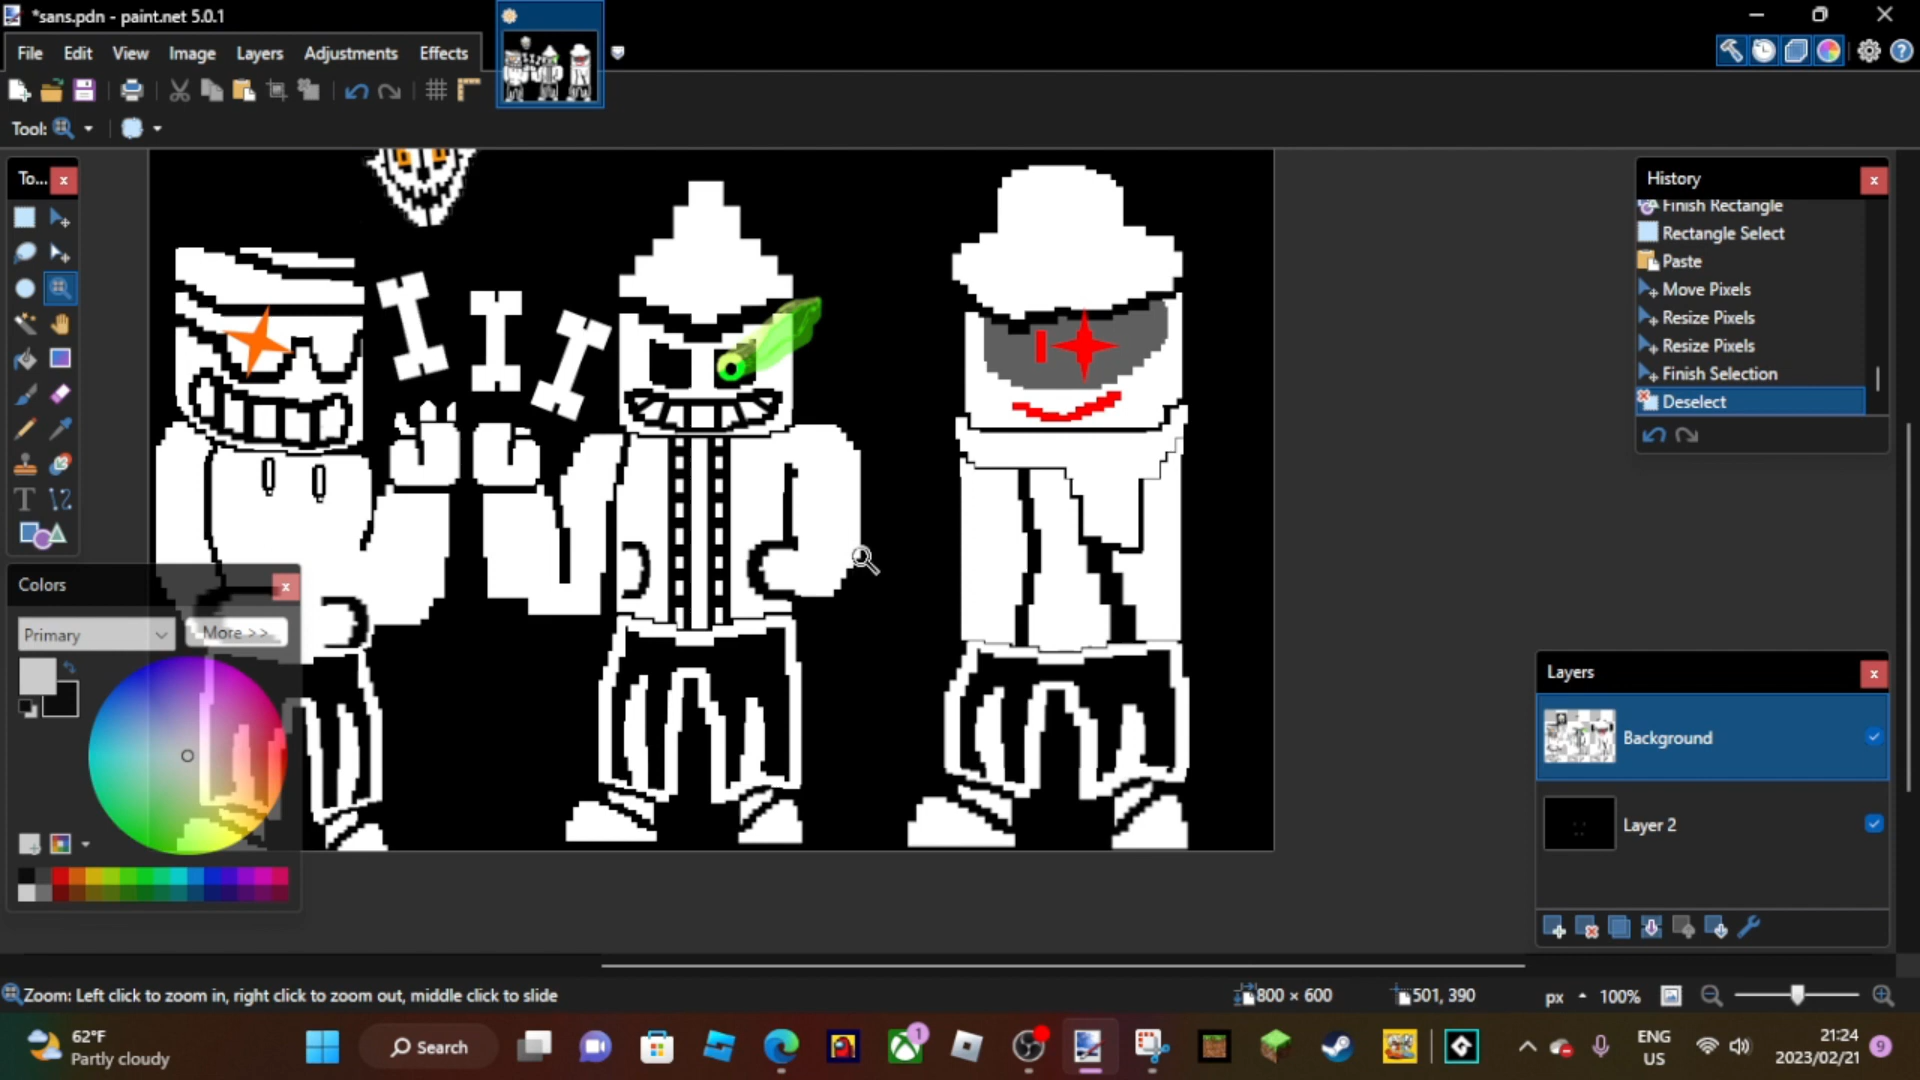 *sans.pdn - paint.net 5.0.1
File Edit View Image Layers Adjustments Effects
Tool:
To...
History
Finish Rectangle
Rectangle Select
Paste
Move Pixels
Resize Pixels
Resize Pixels
Finish Selection
Deselect
Colors
Primary
More >>
Layers
Background
Layer 2
Zoom: Left click to zoom in, right click to zoom out, middle click to slide
800 × 600
501, 390
px
100%
62°F
Partly cloudy
Search
1
ENG
US
21:24
2023/02/21
9